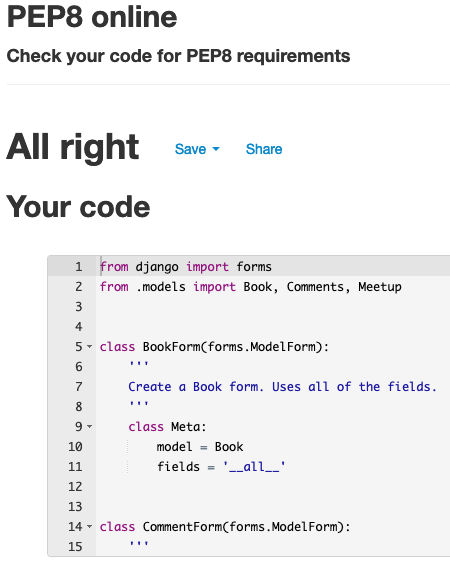 PEP8 online
Check your code for PEP8 requirements
All right Save Share
Your code
1 from django import forms
2 from .models import Book, Comments, Meetup
3
4
5 class BookForm(forms.ModelForm):
6 '''
7 Create a Book form. Uses all of the fields.
8 '''
9 class Meta:
10 model = Book
11 fields = '__all__'
12
13
14 class CommentForm(forms.ModelForm):
15 '''